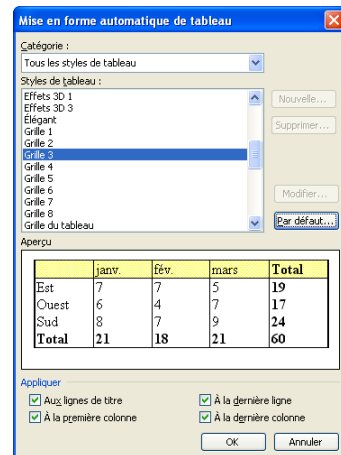 Mise en forme automatique de tableau
Catégorie :
Tous les styles de tableau
Styles de tableau :
Effets 3D 1
Effets 3D 3
Élégant
Grille 1
Grille 2
Grille 3
Grille 4
Grille 5
Grille 6
Grille 7
Grille 8
Grille du tableau
Nouvelle...
Supprimer...
Modifier...
Par défaut...
Aperçu
janv. fév. mars Total
Est 7 7 5 19
Ouest 6 4 7 17
Sud 8 7 9 24
Total 21 18 21 60
Appliquer
Aux lignes de titre À la dernière ligne
À la première colonne À la dernière colonne
OK Annuler